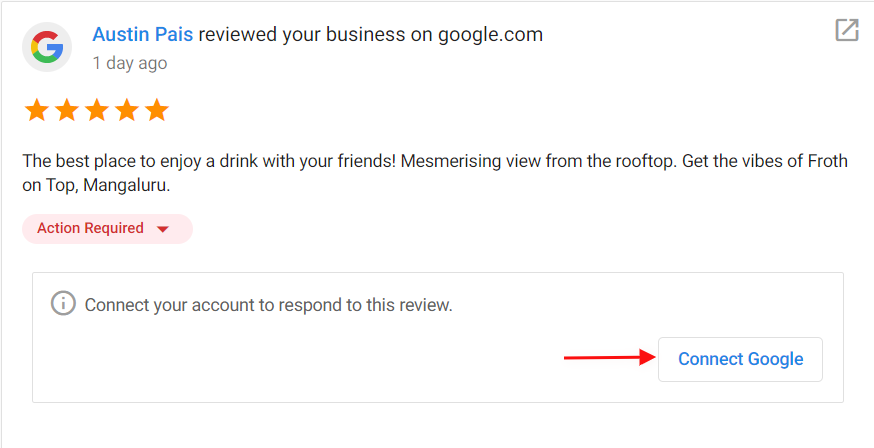 Austin Pais reviewed your business on google.com
1 day ago
The best place to enjoy a drink with your friends! Mesmerising view from the rooftop. Get the vibes of Froth
on Top, Mangaluru.
Action Required
Connect your account to respond to this review.
Connect Google